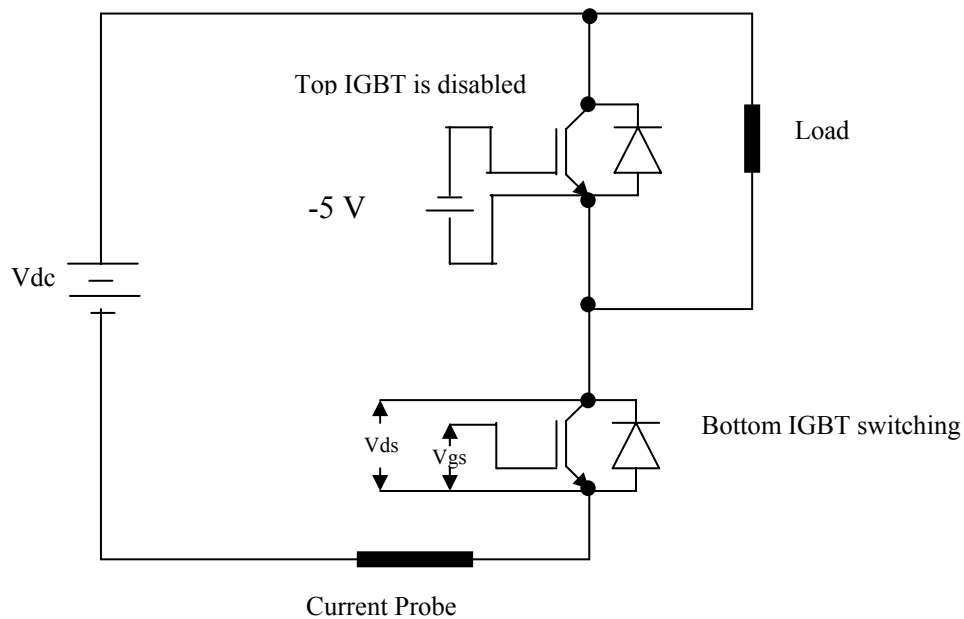 Top IGBT is disabled
Load
-5 V
Vdc
Vds
Vgs
Bottom IGBT switching
Current Probe